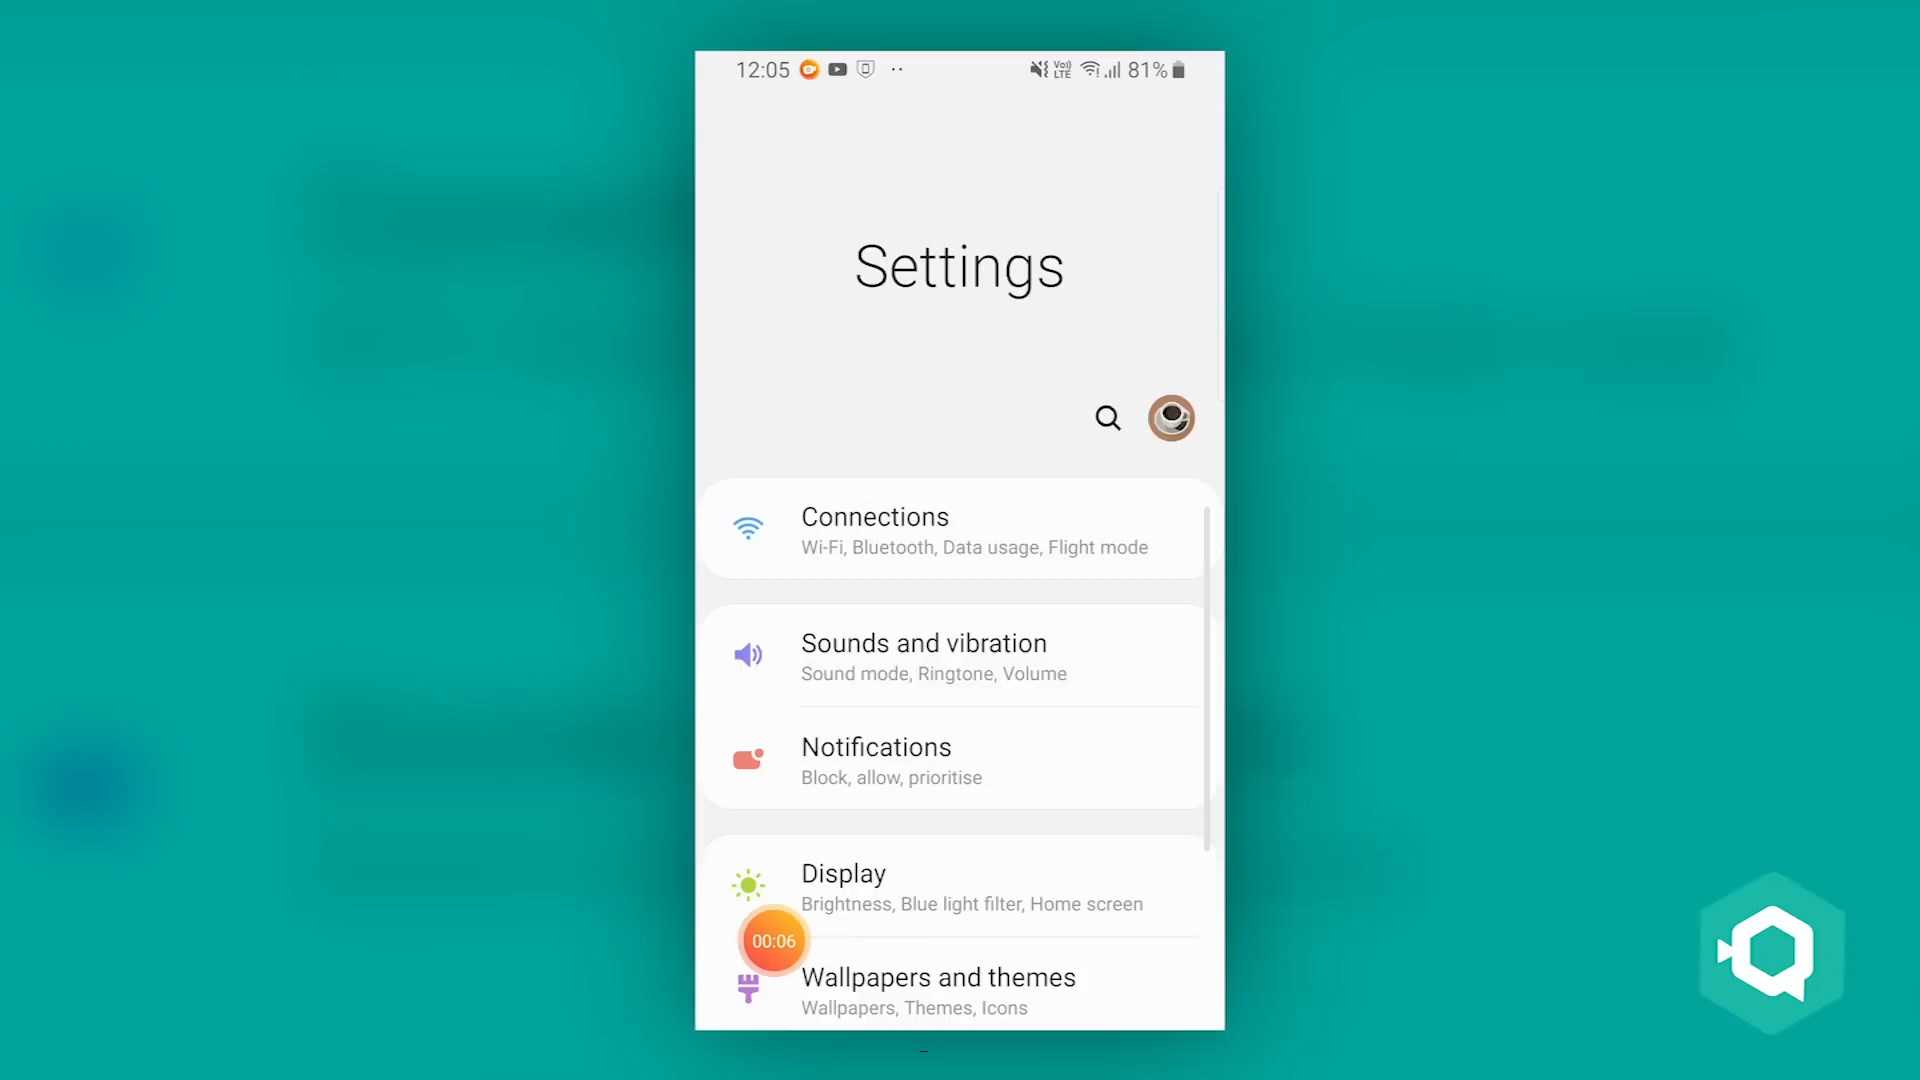 12:05 Vo)) LTE 81%
Settings
Connections
Wi-Fi, Bluetooth, Data usage, Flight mode
Sounds and vibration
Sound mode, Ringtone, Volume
Notifications
Block, allow, prioritise
Display
Brightness, Blue light filter, Home screen
00:06
Wallpapers and themes
Wallpapers, Themes, Icons